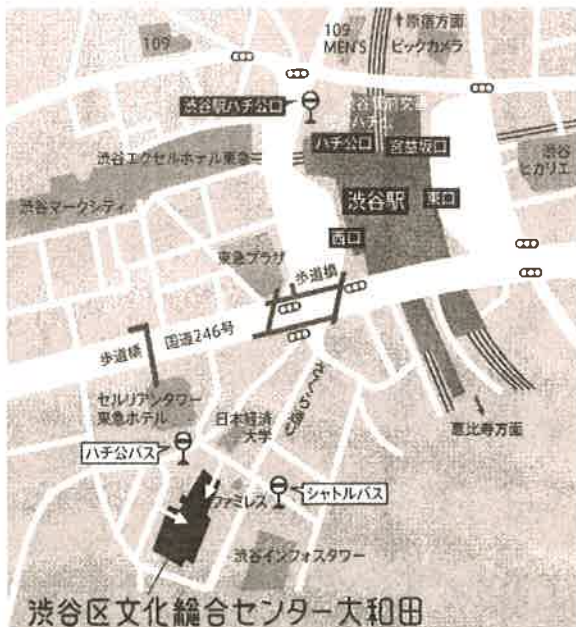 ↑原宿方面
109
109
MEN'S
ビックカメラ
渋谷駅ハチ公口
ハチ公口
宮益坂口
渋谷エクセルホテル東急
渋谷
ヒカリエ
渋谷マークシティ
渋谷駅
東口
西口
東急プラザ
歩道橋
国道246号
歩道橋
さくら通り
セルリアンタワー
東急ホテル
日本経済
大学
恵比寿方面
ハチ公バス
ファミレス
シャトルバス
渋谷インフォスタワー
渋谷区文化総合センター大和田